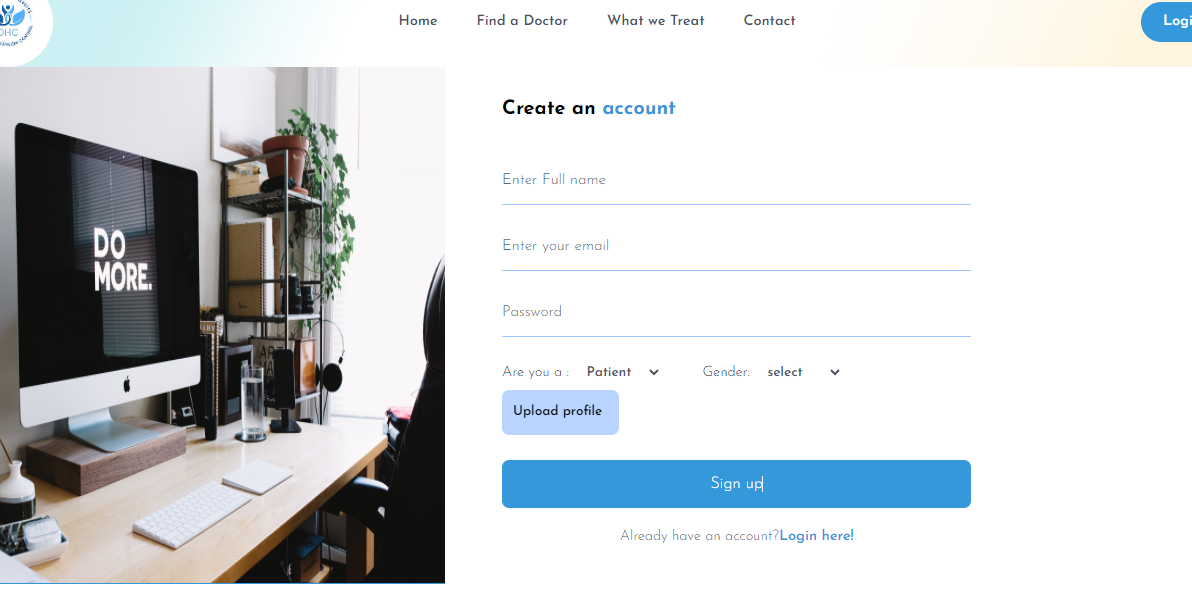 DHC
Home
Find a Doctor
What we Treat
Contact
Create an account
DO
MORE.
Enter Full name
Enter your email
Password
Are you a : Patient Gender: select
Upload profile
Sign up
Already have an account?Login here!